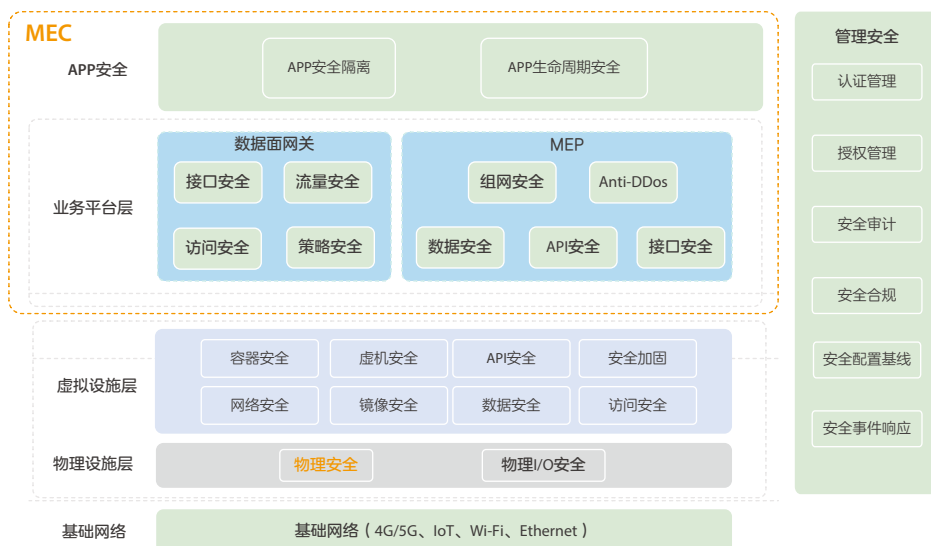 MEC
APP安全
APP安全隔离
APP生命周期安全
业务平台层
数据面网关
接口安全
流量安全
访问安全
策略安全
MEP
组网安全
Anti-DDos
数据安全
API安全
接口安全
虚拟设施层
容器安全
虚机安全
API安全
安全加固
网络安全
镜像安全
数据安全
访问安全
物理设施层
物理安全
物理I/O安全
基础网络
基础网络（4G/5G、IoT、Wi-Fi、Ethernet）
管理安全
认证管理
授权管理
安全审计
安全合规
安全配置基线
安全事件响应